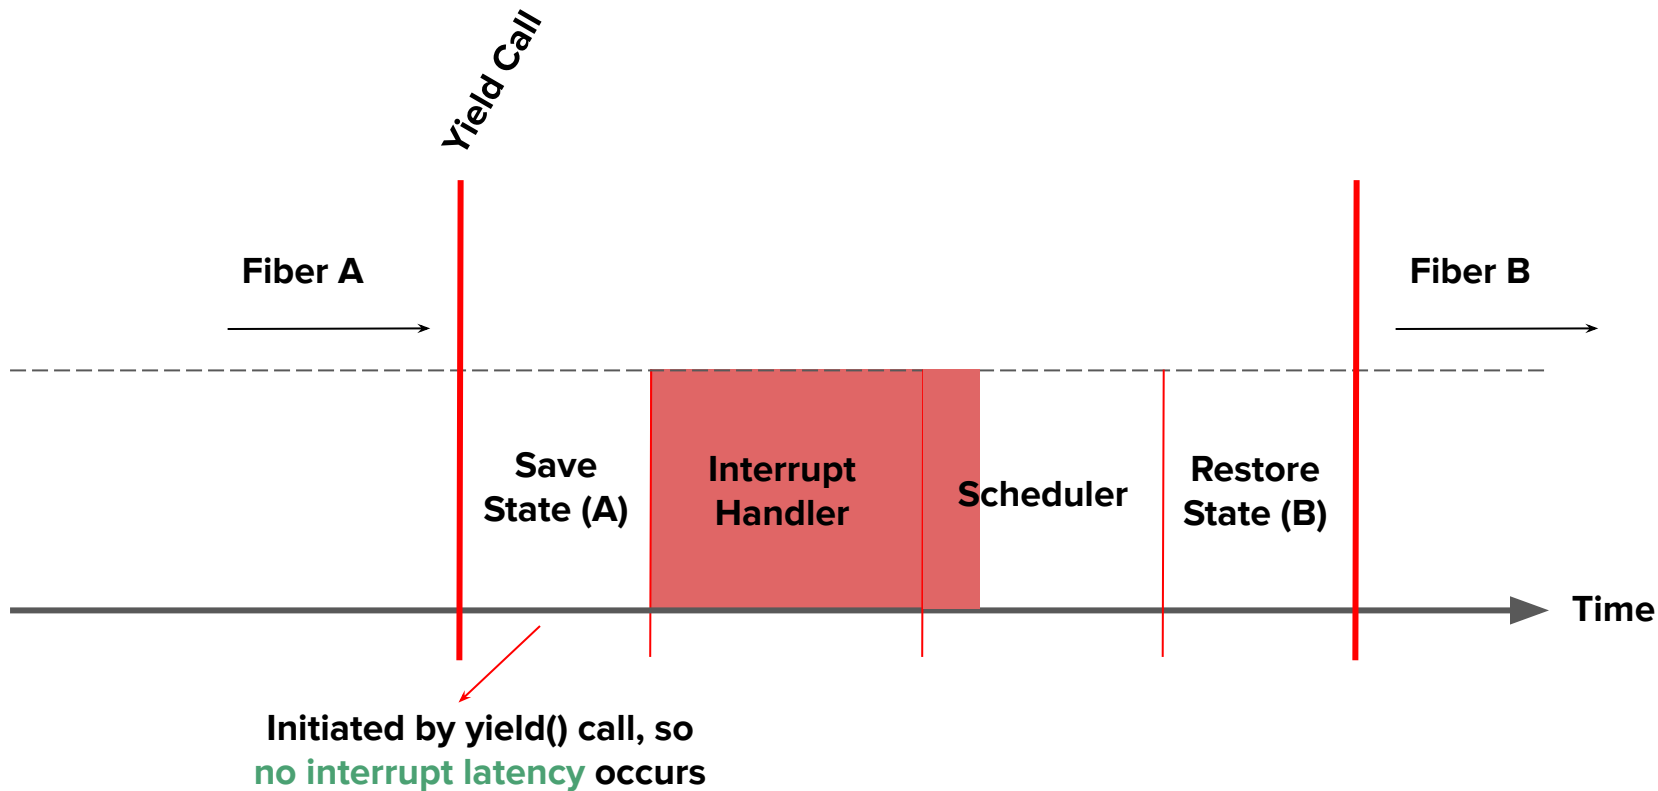 Yield Call
Fiber A
Fiber B
Save
State (A)
Interrupt
Handler
Scheduler
Restore
State (B)
Time
Initiated by yield() call, so
no interrupt latency occurs